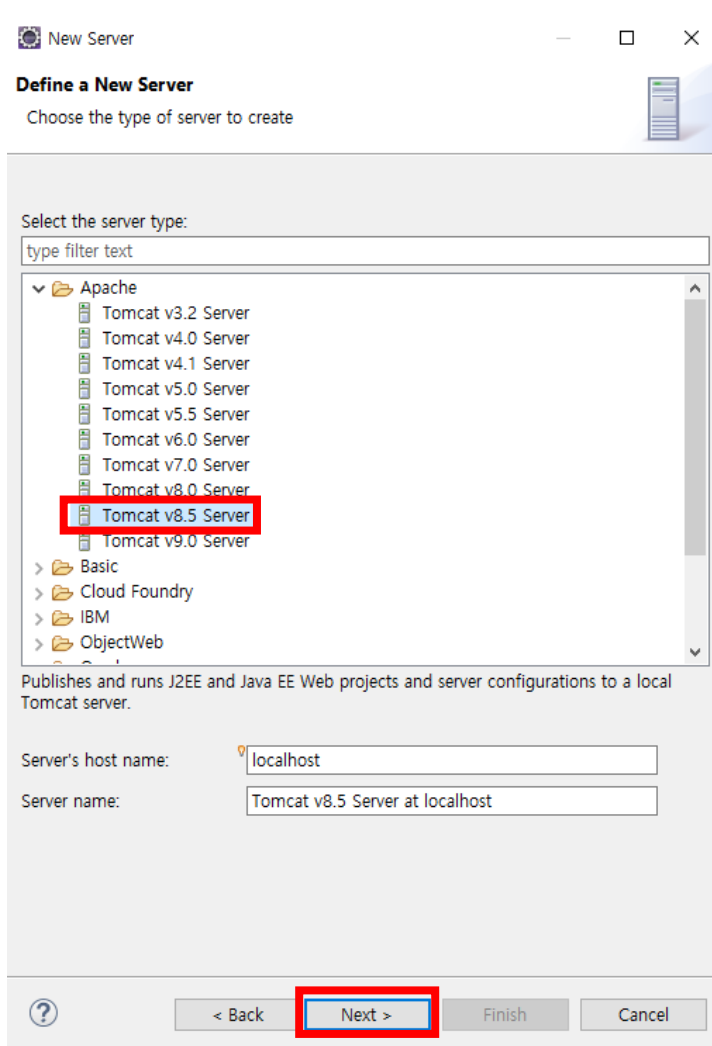 New Server
Define a New Server
Choose the type of server to create
Select the server type:
type filter text
Apache
Tomcat v3.2 Server
Tomcat v4.0 Server
Tomcat v4.1 Server
Tomcat v5.0 Server
Tomcat v5.5 Server
Tomcat v6.0 Server
Tomcat v7.0 Server
Tomcat v8.0 Server
Tomcat v8.5 Server
Tomcat v9.0 Server
Basic
Cloud Foundry
IBM
ObjectWeb
Publishes and runs J2EE and Java EE Web projects and server configurations to a local
Tomcat server.
Server's host name: localhost
Server name: Tomcat v8.5 Server at localhost
? < Back Next > Finish Cancel